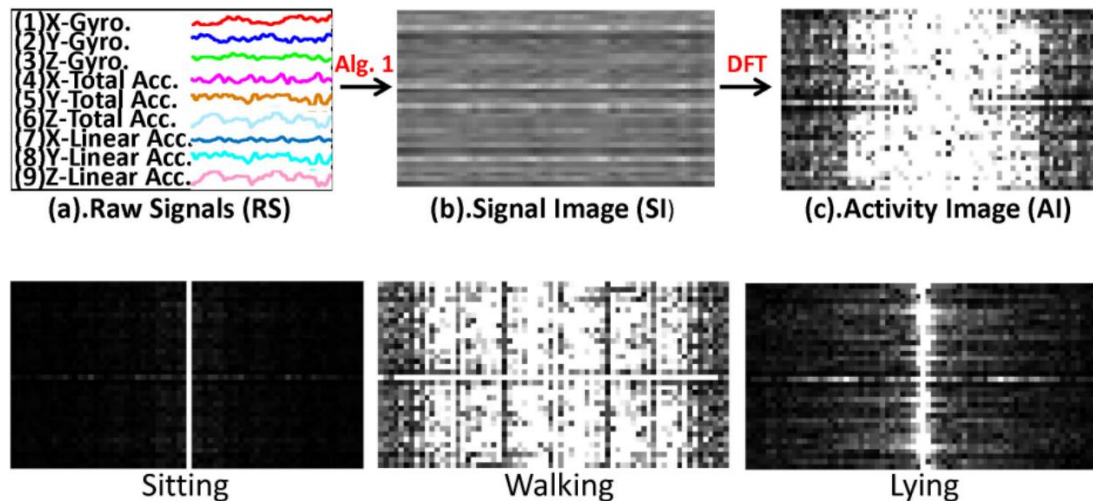 (1)X-Gyro.
(2)Y-Gyro.
(3)Z-Gyro.
(4)X-Total Acc.
(5)Y-Total Acc.
(6)Z-Total Acc.
(7)X-Linear Acc.
(8)Y-Linear Acc.
(9)Z-Linear Acc.
Alg. 1
DFT
(a).Raw Signals (RS)
(b).Signal Image (SI)
(c).Activity Image (AI)
Sitting
Walking
Lying